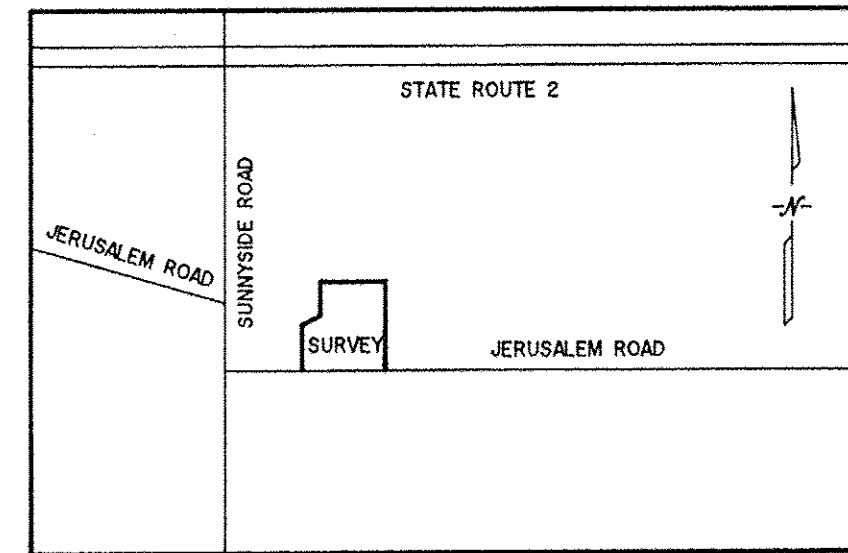 STATE ROUTE 2
SUNNYSIDE ROAD
-N-
JERUSALEM ROAD
SURVEY
JERUSALEM ROAD